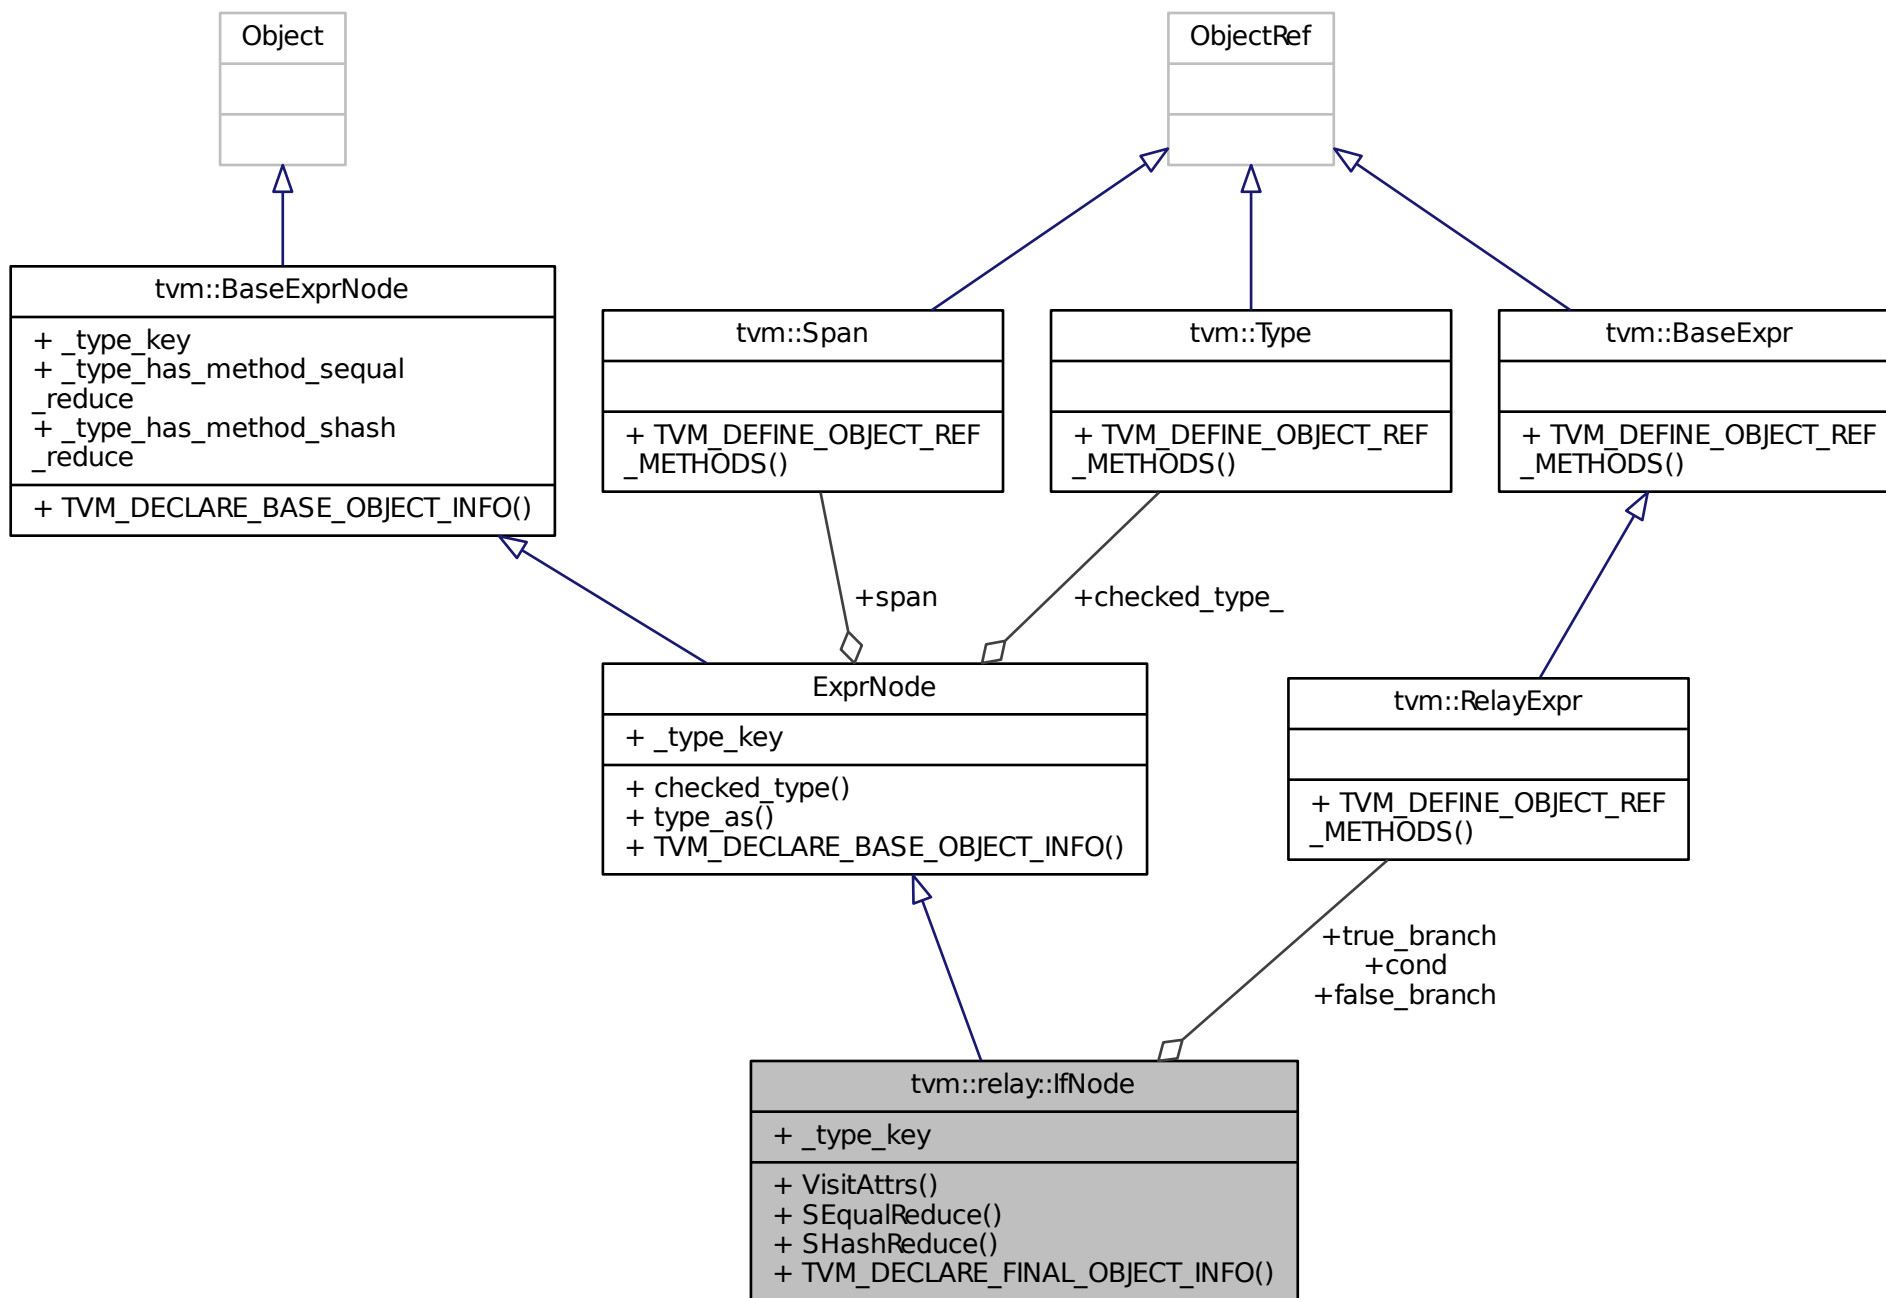 Object
ObjectRef
tvm::BaseExprNode
+ _type_key
+ _type_has_method_sequal
_reduce
+ _type_has_method_shash
_reduce
+ TVM_DECLARE_BASE_OBJECT_INFO()
tvm::Span
+ TVM_DEFINE_OBJECT_REF
_METHODS()
tvm::Type
+ TVM_DEFINE_OBJECT_REF
_METHODS()
tvm::BaseExpr
+ TVM_DEFINE_OBJECT_REF
_METHODS()
+span
+checked_type_
ExprNode
+ _type_key
+ checked_type()
+ type_as()
+ TVM_DECLARE_BASE_OBJECT_INFO()
tvm::RelayExpr
+ TVM_DEFINE_OBJECT_REF
_METHODS()
+true_branch
+cond
+false_branch
tvm::relay::IfNode
+ _type_key
+ VisitAttrs()
+ SEqualReduce()
+ SHashReduce()
+ TVM_DECLARE_FINAL_OBJECT_INFO()